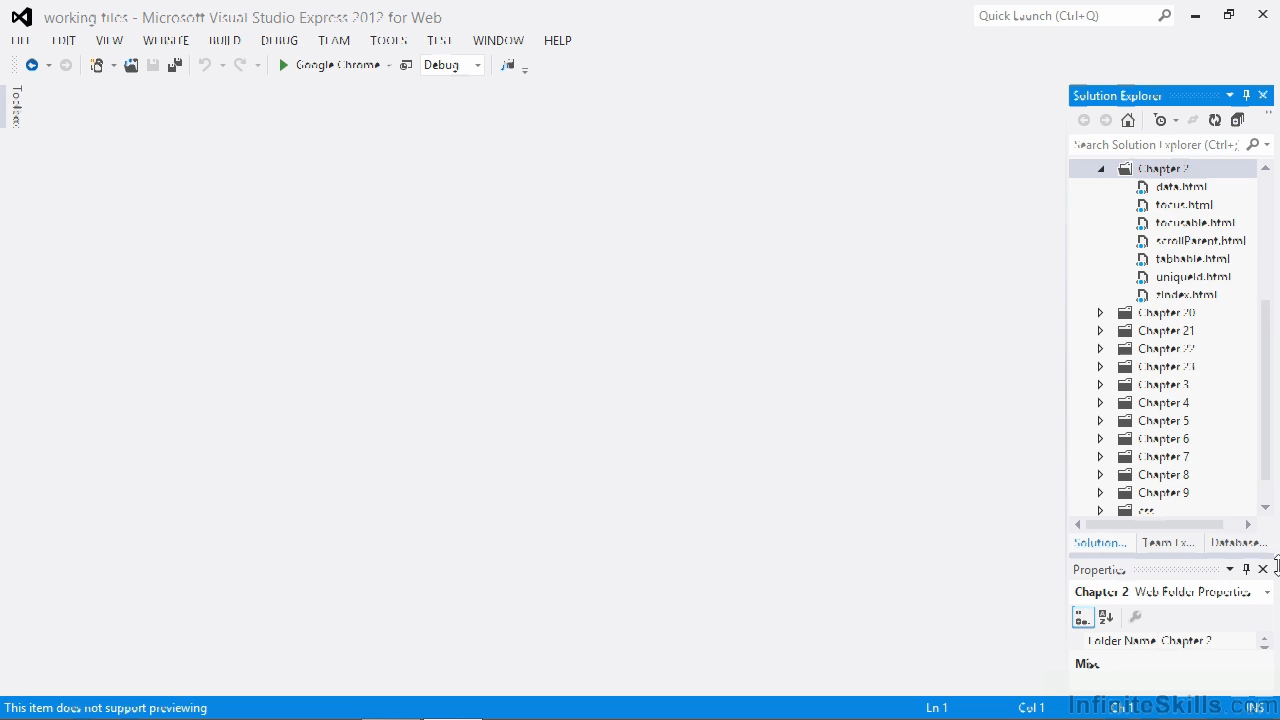 working files - Microsoft Visual Studio Express 2012 for Web
Quick Launch (Ctrl+Q)
FILE EDIT VIEW WEBSITE BUILD DEBUG TEAM TOOLS TEST WINDOW HELP
Google Chrome
Debug
Toolbox
Solution Explorer
Search Solution Explorer (Ctrl+;)
Chapter 2
data.html
focus.html
focusable.html
scrollParent.html
tabbable.html
uniqueId.html
zIndex.html
Chapter 20
Chapter 21
Chapter 22
Chapter 23
Chapter 3
Chapter 4
Chapter 5
Chapter 6
Chapter 7
Chapter 8
Chapter 9
css
Solution... Team Ex... Database...
Properties
Chapter 2 Web Folder Properties
Folder Name Chapter 2
Misc
This item does not support previewing
Ln 1 Col 1 Ch 1 INS
InfiniteSkills.com